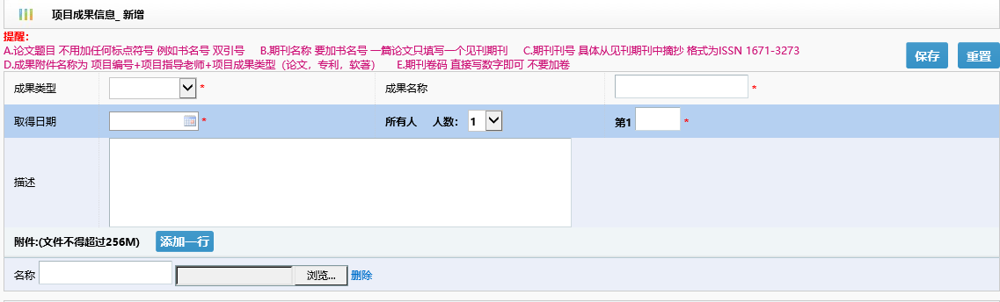 项目成果信息_ 新增
提醒:
A.论文题目 不用加任何标点符号 例如书名号 双引号 B.期刊名称 要加书名号 一篇论文只填写一个见刊期刊 C.期刊刊号 具体从见刊期刊中摘抄 格式为ISSN 1671-3273
D.成果附件名称为 项目编号+项目指导老师+项目成果类型（论文，专利，软著） E.期刊卷码 直接写数字即可 不要加卷
保存 重置
成果类型 * 成果名称 *
取得日期 * 所有人 人数: 1 第1 *
描述
附件:(文件不得超过256M) 添加一行
名称 浏览... 删除